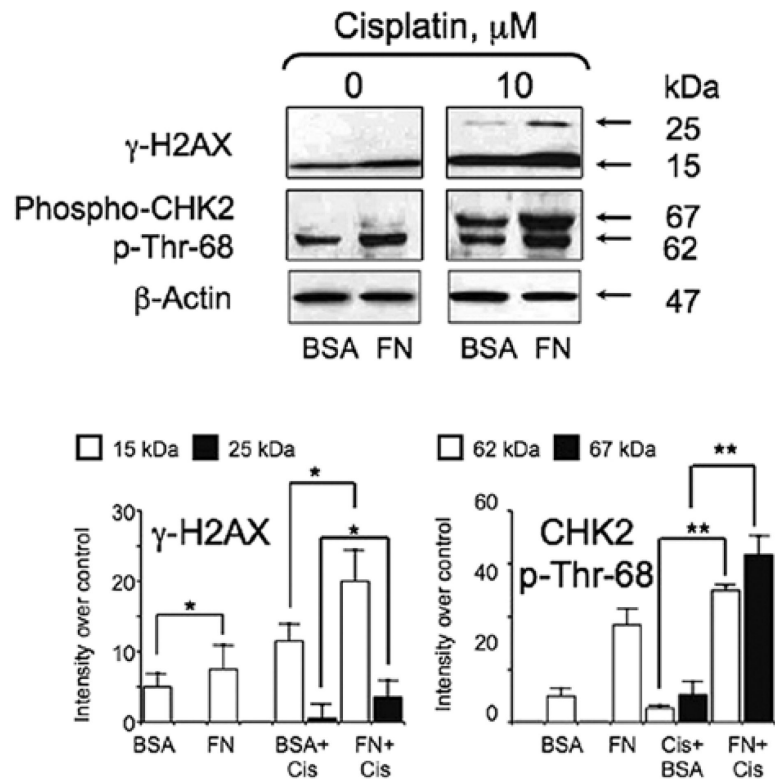 Cisplatin, μM
0 10 kDa
γ-H2AX
25
15
Phospho-CHK2
p-Thr-68
67
62
β-Actin
47
BSA FN BSA FN
15 kDa 25 kDa
62 kDa 67 kDa
γ-H2AX
Intensity over control
30
20
10
0
*
*
*
BSA FN BSA+ FN+
Cis Cis
CHK2
p-Thr-68
Intensity over control
60
40
20
0
**
**
BSA FN Cis+ FN+
BSA Cis